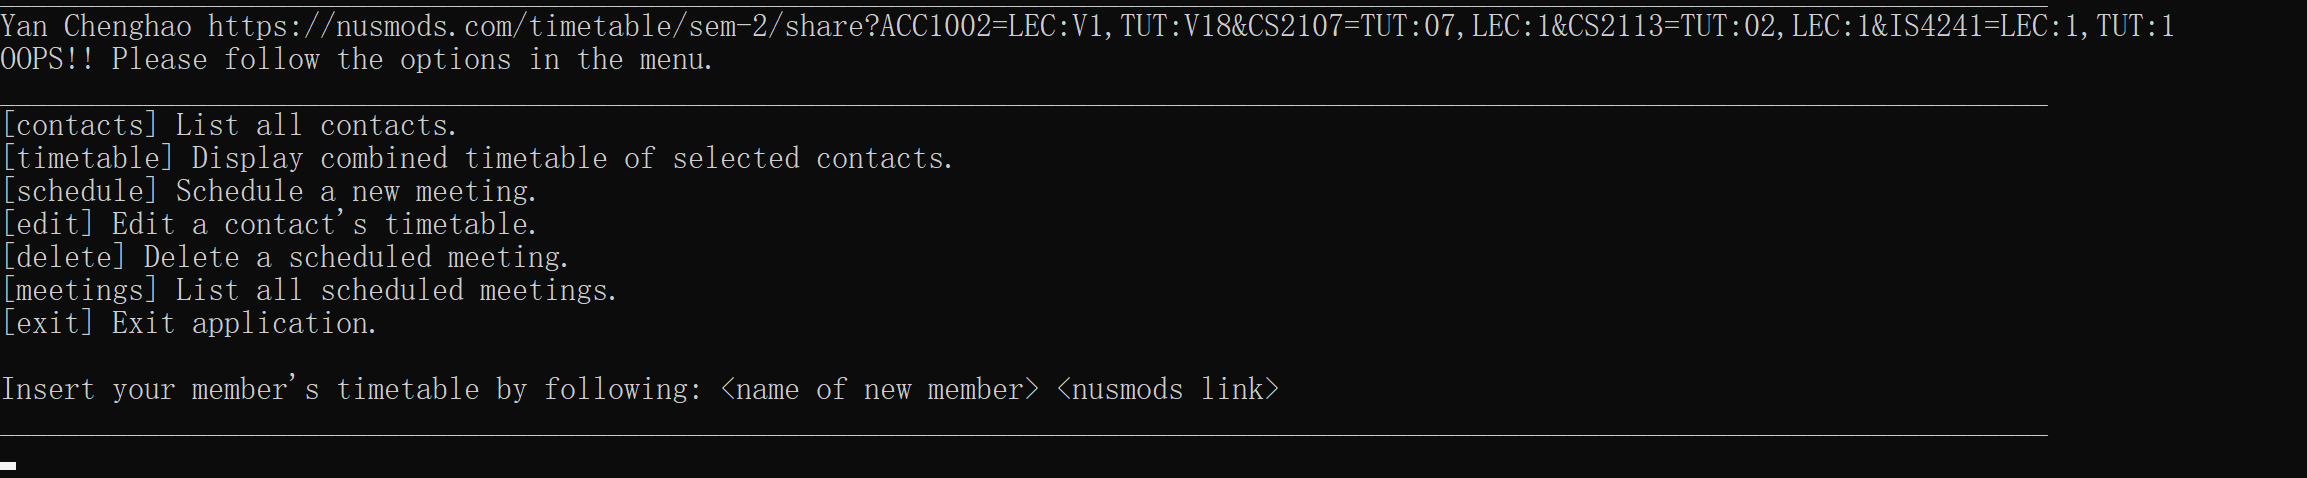 Yan Chenghao https://nusmods.com/timetable/sem-2/share?ACC1002=LEC:V1,TUT:V18&CS2107=TUT:07,LEC:1&CS2113=TUT:02,LEC:1&IS4241=LEC:1,TUT:1
OOPS!! Please follow the options in the menu.
[contacts] List all contacts.
[timetable] Display combined timetable of selected contacts.
[schedule] Schedule a new meeting.
[edit] Edit a contact's timetable.
[delete] Delete a scheduled meeting.
[meetings] List all scheduled meetings.
[exit] Exit application.
Insert your member's timetable by following: <name of new member> <nusmods link>